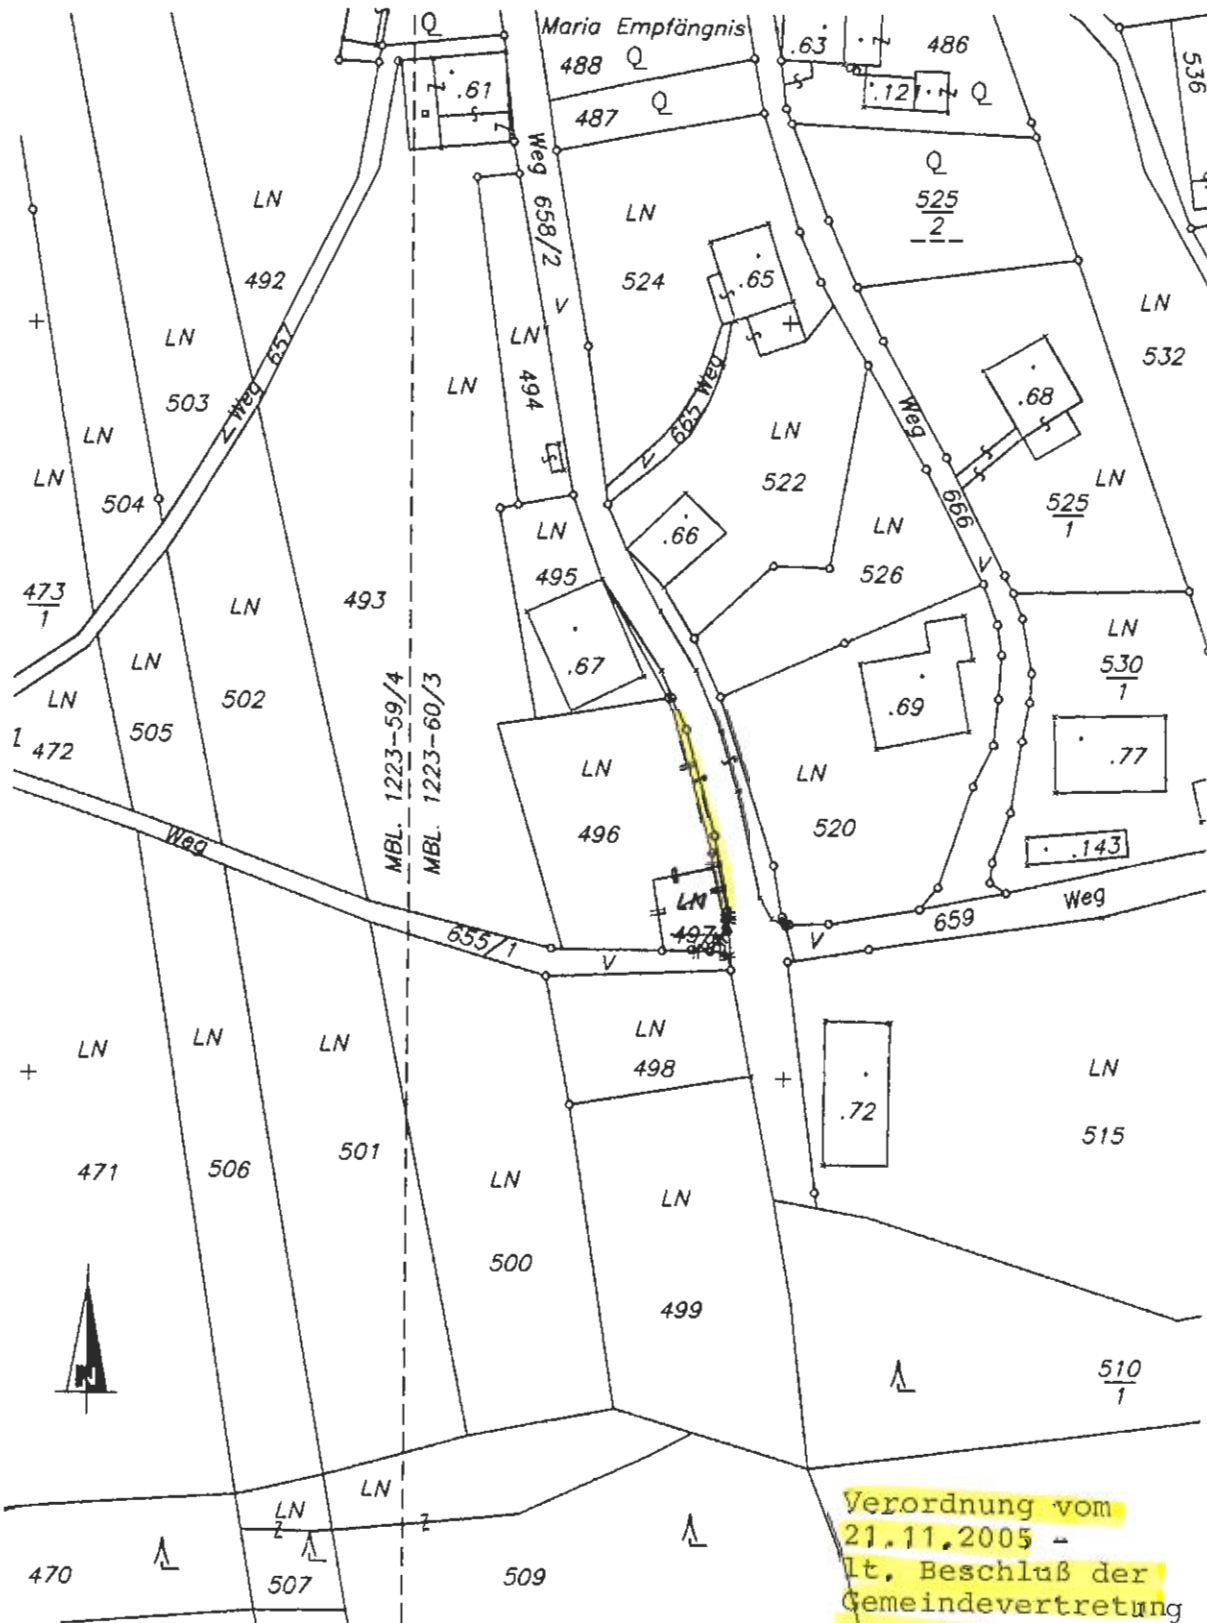 Q
Maria Empfängnis
.63
Z
486
536
488
Q
.61
Z
.121
Z
Q
487
Q
Z
Weg 658/2
V
LN
Q
LN
525
2
492
524
.65
LN
LN
LN
532
LN
494
LN
Z Weg 657
503
665 Weg
.68
LN
Weg
LN
LN
522
LN
504
LN
.66
LN
666
525
1
V
473
1
LN
493
495
526
LN
LN
530
1
LN
502
.67
.69
505
1
472
MBL. 1223-59/4
MBL. 1223-60/3
LN
LN
.77
496
520
Weg
.143
LN
497
Weg
655/1
V
V
659
LN
LN
LN
LN
498
LN
.72
515
471
506
501
LN
LN
500
499
N
510
1
LN
LN
Z
Z
470
507
509
Verordnung vom
21.11.2005 -
lt. Beschluß der
Gemeindevertretung